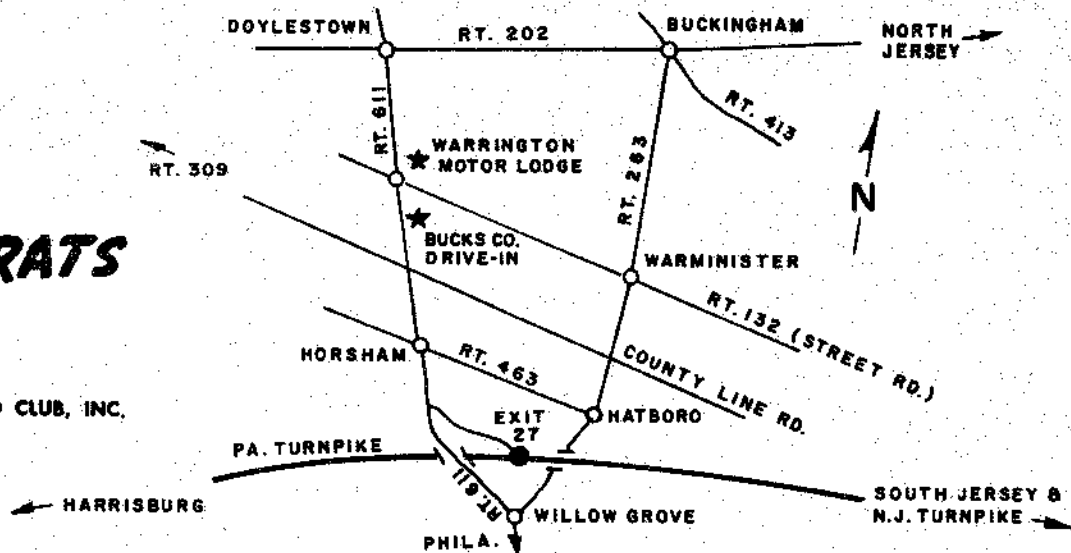 DOYLESTOWN
RT. 202
BUCKINGHAM
NORTH
JERSEY
RT. 611
RT. 413
RT. 309
WARRINGTON
MOTOR LODGE
RT. 263
N
RATS
BUCKS CO.
DRIVE-IN
WARMINISTER
RT. 132 (STREET RD.)
HORSHAM
RT. 463
COUNTY LINE RD.
CLUB, INC.
EXIT
27
HATBORO
PA. TURNPIKE
RT. 611
HARRISBURG
SOUTH JERSEY &
N.J. TURNPIKE
WILLOW GROVE
PHILA.